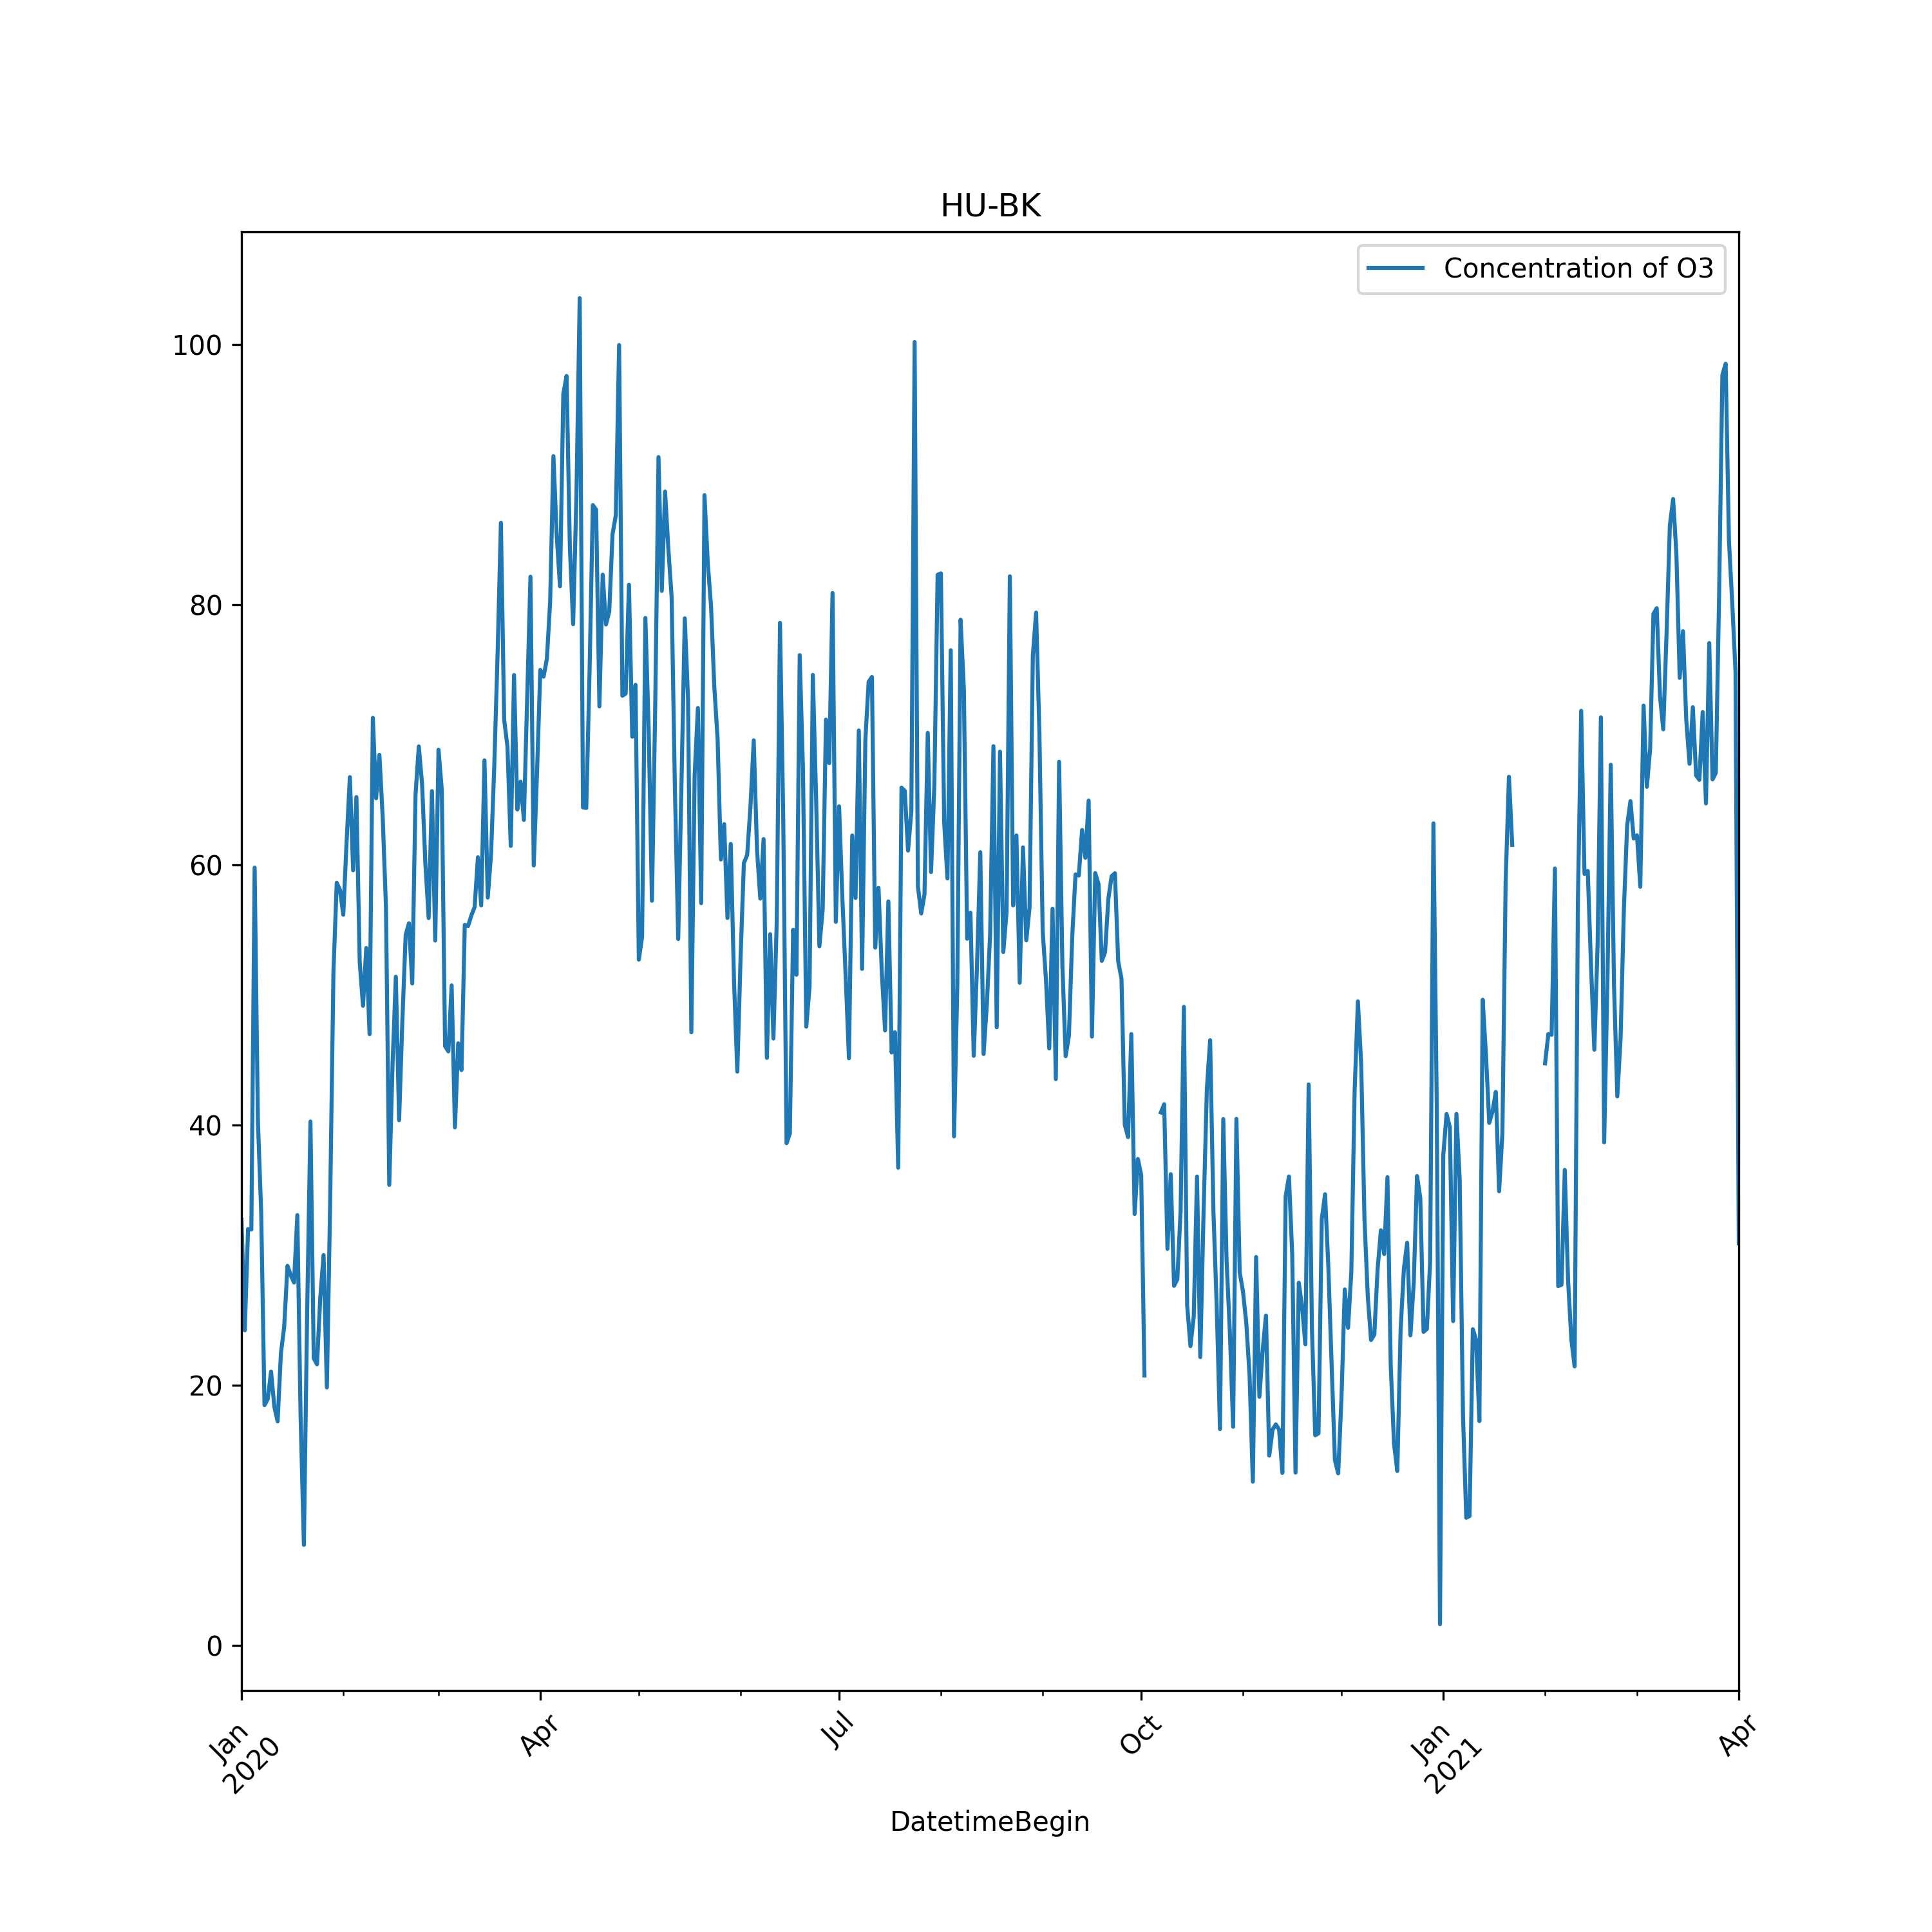 HU-BK
Concentration of O3
100
80
60
40
20
0
Jan
2020
Apr
Jul
Oct
Jan
2021
Apr
DatetimeBegin